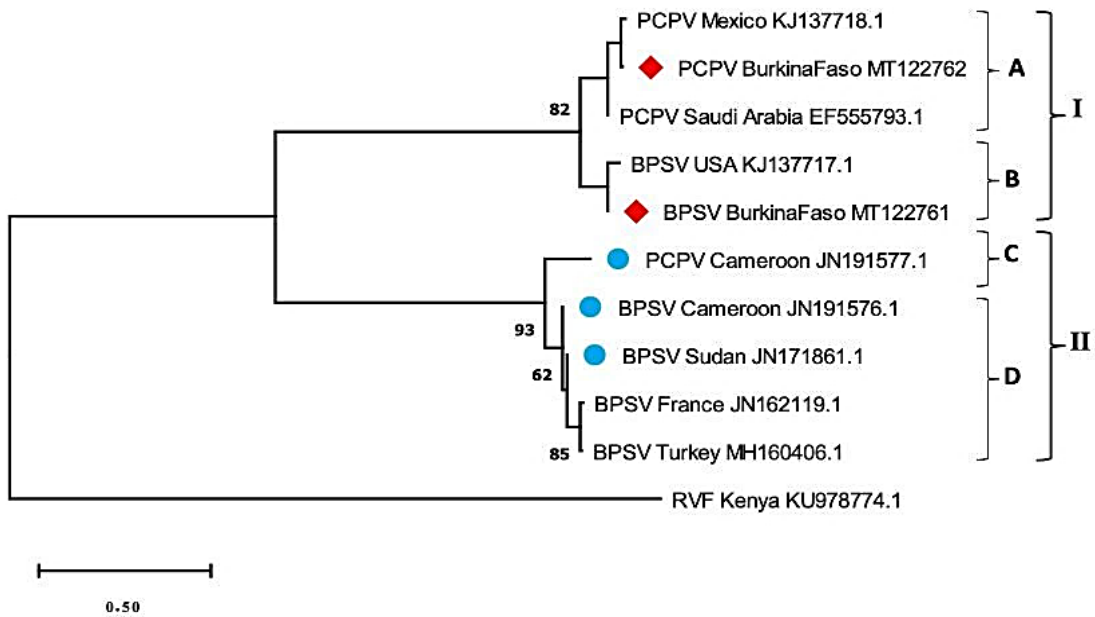 PCPV Mexico KJ137718.1
PCPV BurkinaFaso MT122762
A
I
82
PCPV Saudi Arabia EF555793.1
BPSV USA KJ137717.1
B
BPSV BurkinaFaso MT122761
C
PCPV Cameroon JN191577.1
BPSV Cameroon JN191576.1
93
II
BPSV Sudan JN171861.1
62
D
BPSV France JN162119.1
85
BPSV Turkey MH160406.1
RVF Kenya KU978774.1
0.50